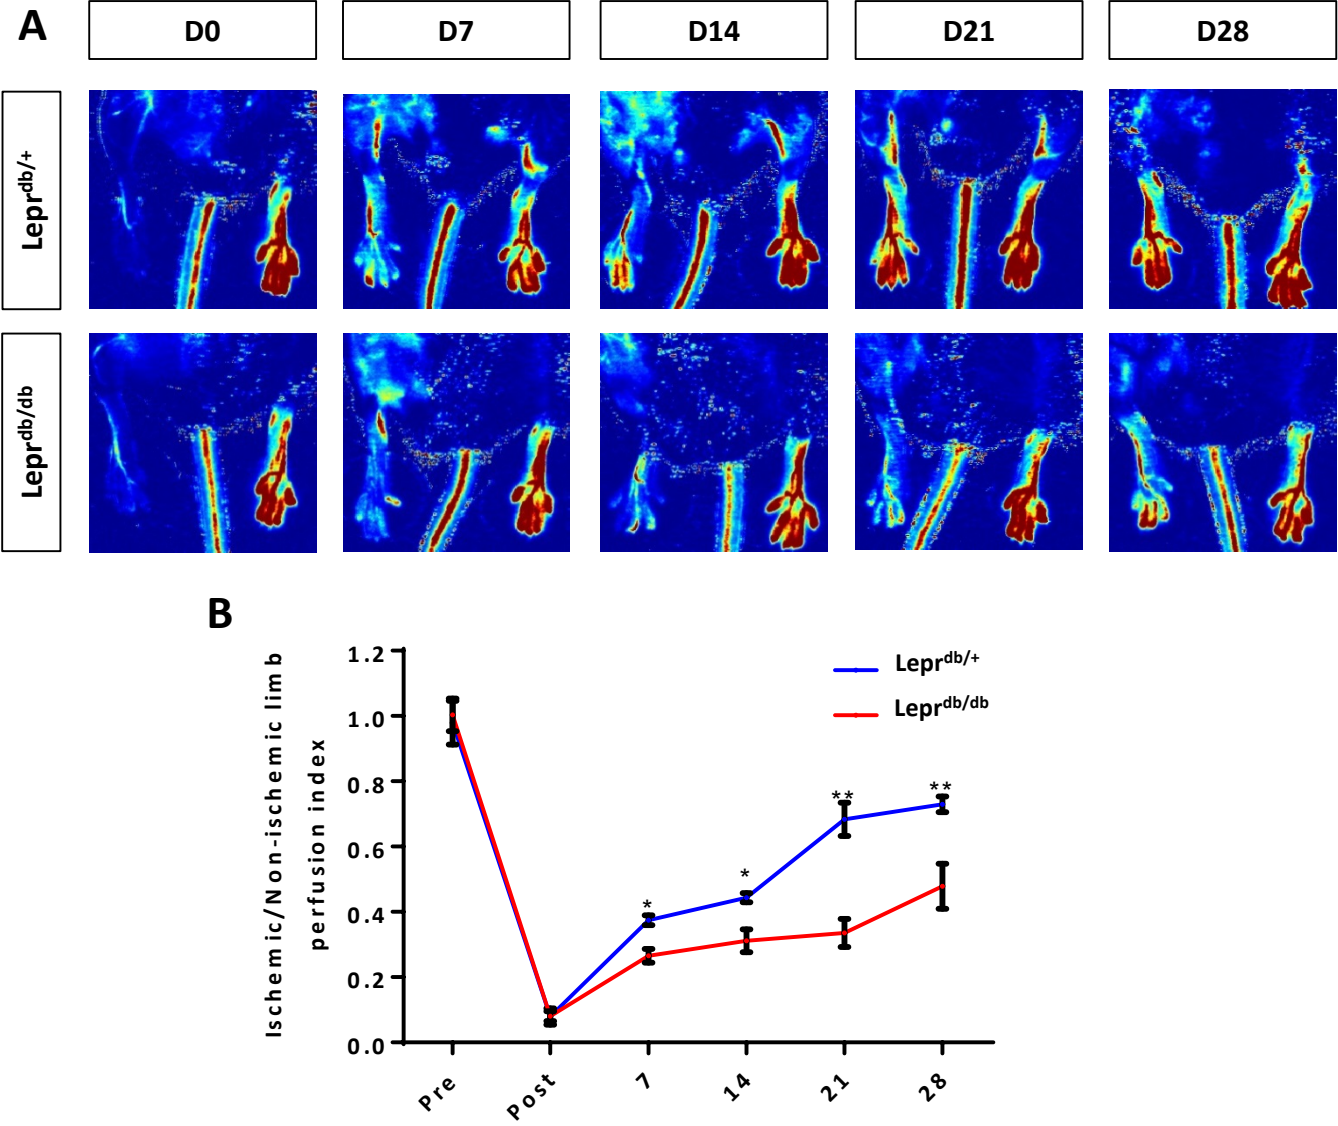 A
D0
D7
D14
D21
D28
Lepr^db/+
Lepr^db/db
B
Ischemic/Non-ischemic limb
perfusion index
1.2
1.0
0.8
0.6
0.4
0.2
0.0
Lepr^db/+
Lepr^db/db
*
*
**
**
Pre
Post
7
14
21
28